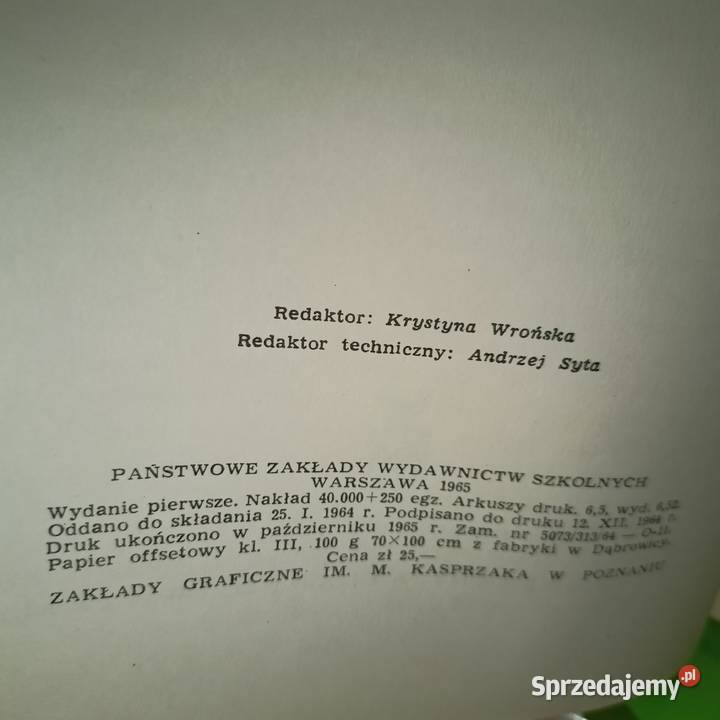 Redaktor: Krystyna Wrońska
Redaktor techniczny: Andrzej Syta
PAŃSTWOWE ZAKŁADY WYDAWNICTW SZKOLNYCH
WARSZAWA 1965
Wydanie pierwsze. Nakład 40.000+250 egz. Arkuszy druk. 6,5, wyd. 6,52.
Oddano do składania 25. I. 1964 r. Podpisano do druku 12. XII. 1964 r.
Druk ukończono w październiku 1965 r. Zam. nr 5073/313/64 —
Papier offsetowy kl. III, 100 g 70×100 cm z fabryki w Dąbrowicy.
Cena zł 25,—
ZAKŁADY GRAFICZNE IM. M. KASPRZAKA W POZNANIU
Sprzedajemy.pl